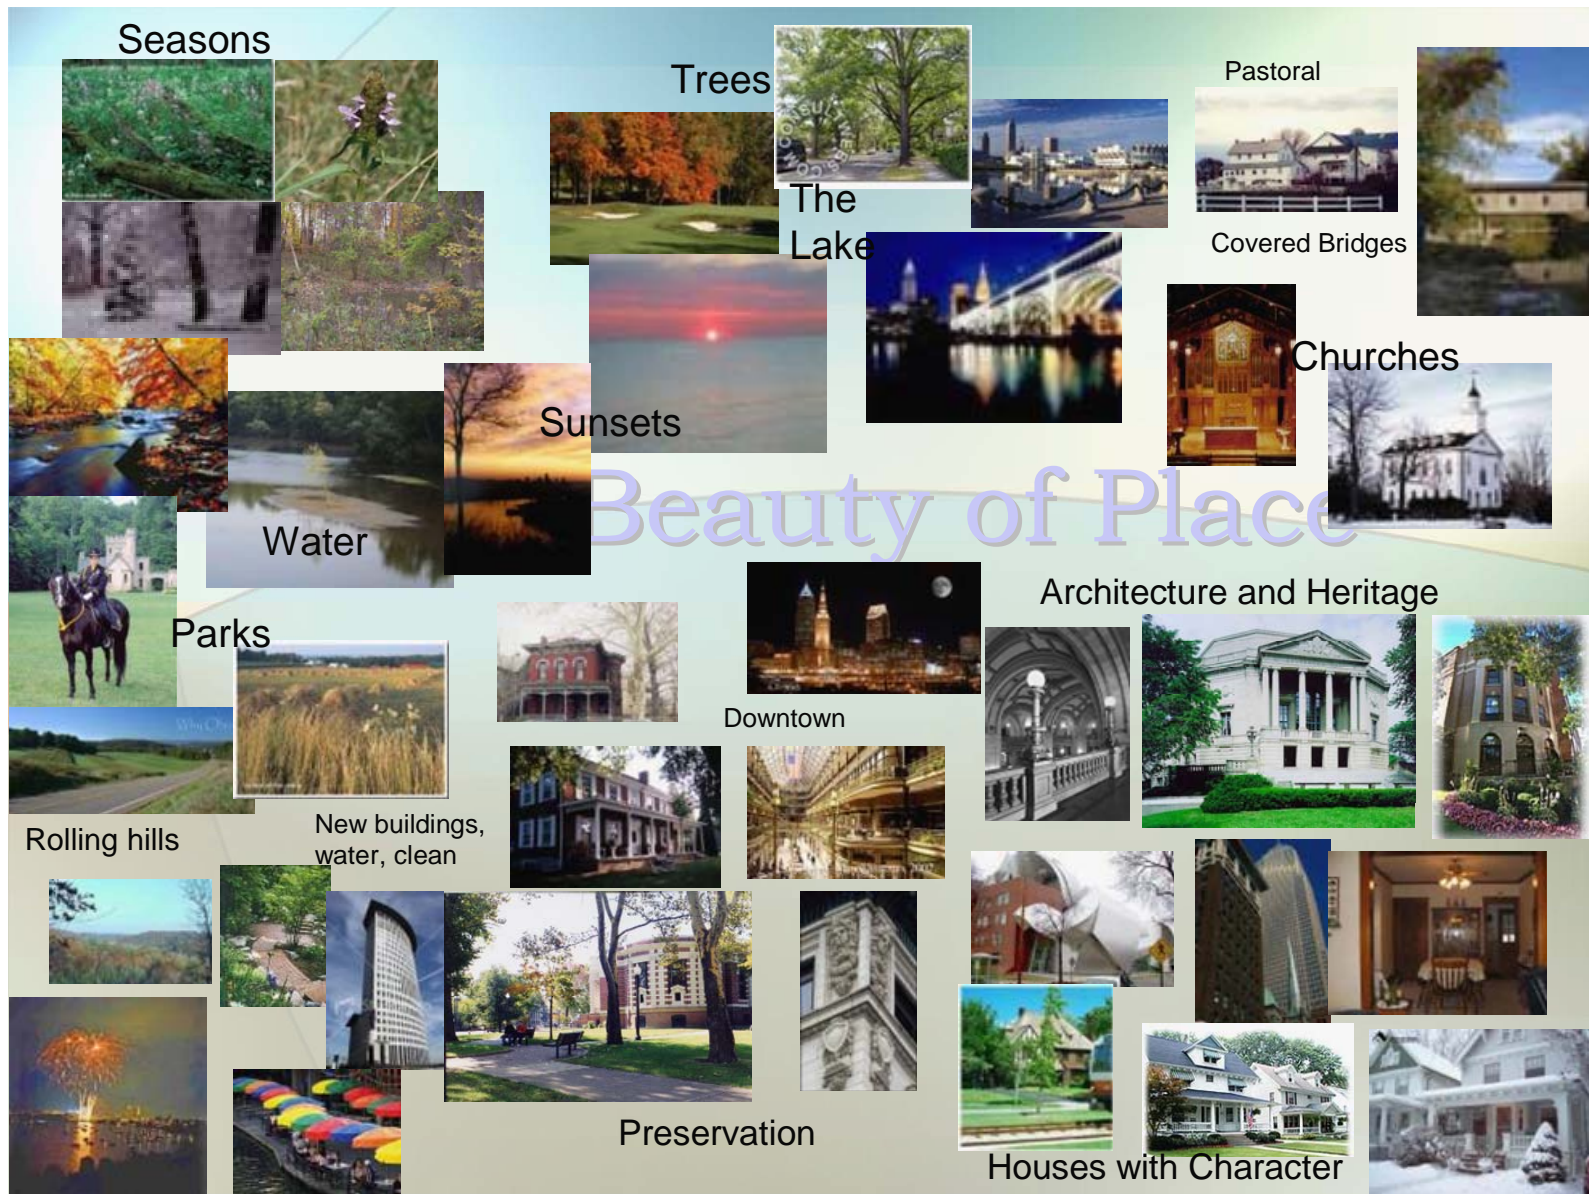 Seasons
Trees
Pastoral
The
Lake
Covered Bridges
Churches
Sunsets
Beauty of Place
Water
Architecture and Heritage
Parks
Downtown
New buildings,
water, clean
Rolling hills
Preservation
Houses with Character